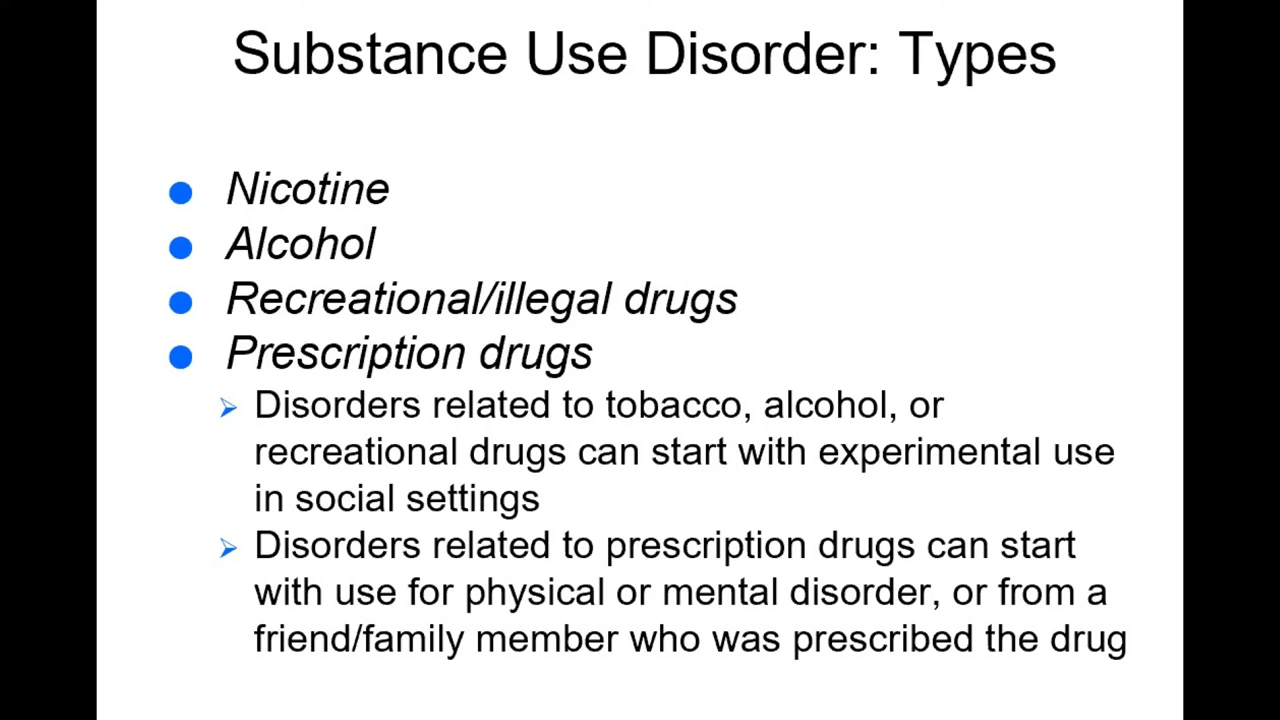 Substance Use Disorder: Types
Nicotine
Alcohol
Recreational/illegal drugs
Prescription drugs
Disorders related to tobacco, alcohol, or
recreational drugs can start with experimental use
in social settings
Disorders related to prescription drugs can start
with use for physical or mental disorder, or from a
friend/family member who was prescribed the drug